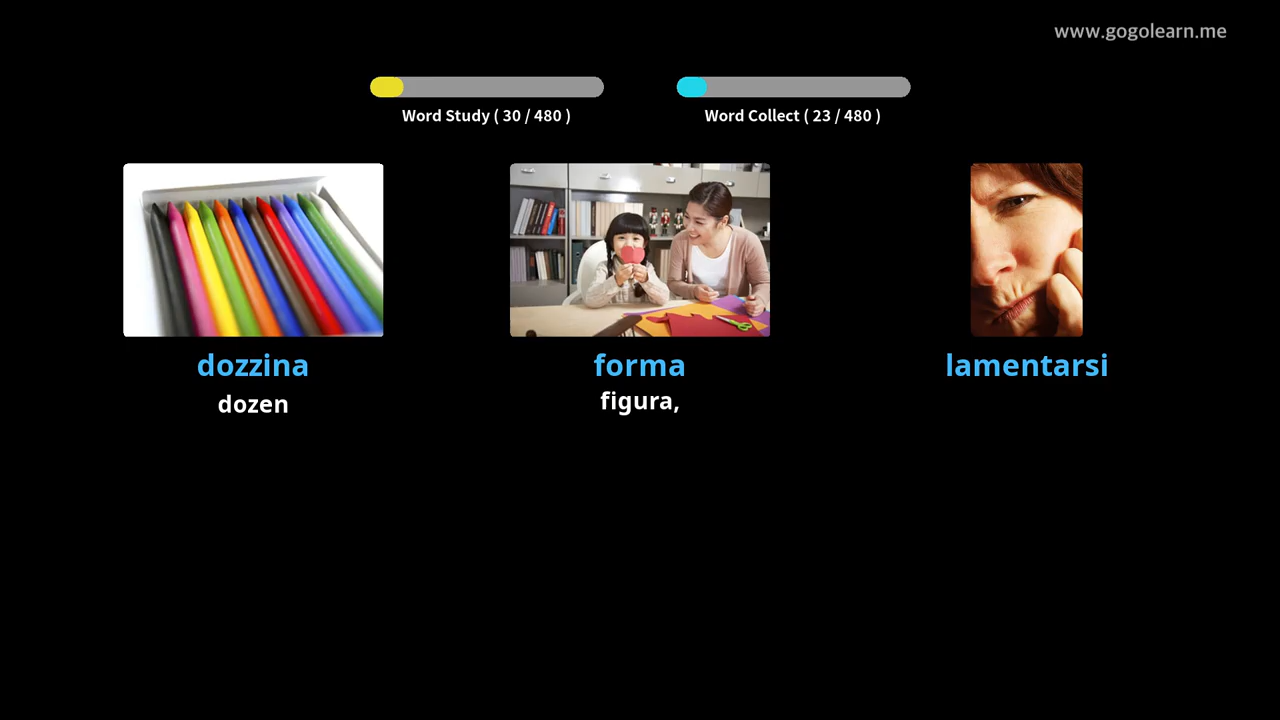 www.gogolearn.me
Word Study ( 30 / 480 )
Word Collect ( 23 / 480 )
dozzina
dozen
forma
figura,
lamentarsi